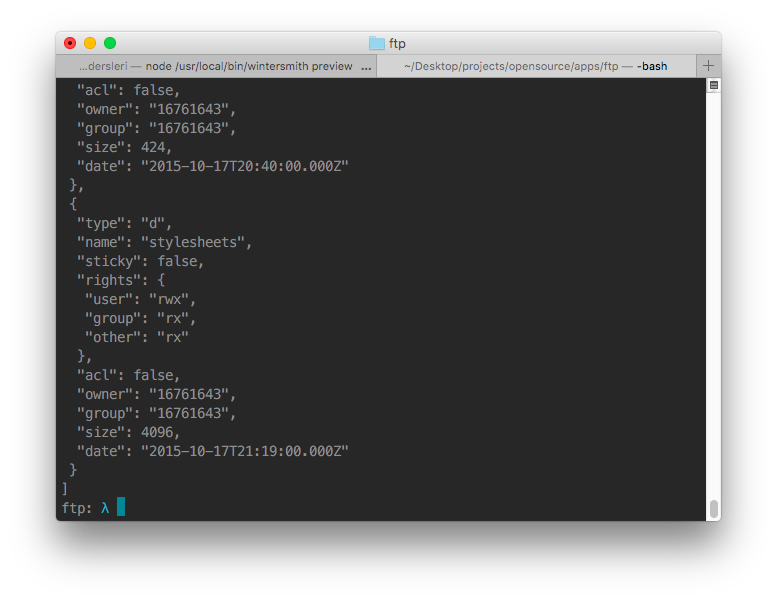 ftp
...dersleri — node /usr/local/bin/wintersmith preview ...
~/Desktop/projects/opensource/apps/ftp — -bash
"acl": false,
"owner": "16761643",
"group": "16761643",
"size": 424,
"date": "2015-10-17T20:40:00.000Z"
},
{
"type": "d",
"name": "stylesheets",
"sticky": false,
"rights": {
"user": "rwx",
"group": "rx",
"other": "rx"
},
"acl": false,
"owner": "16761643",
"group": "16761643",
"size": 4096,
"date": "2015-10-17T21:19:00.000Z"
}
]
ftp: λ